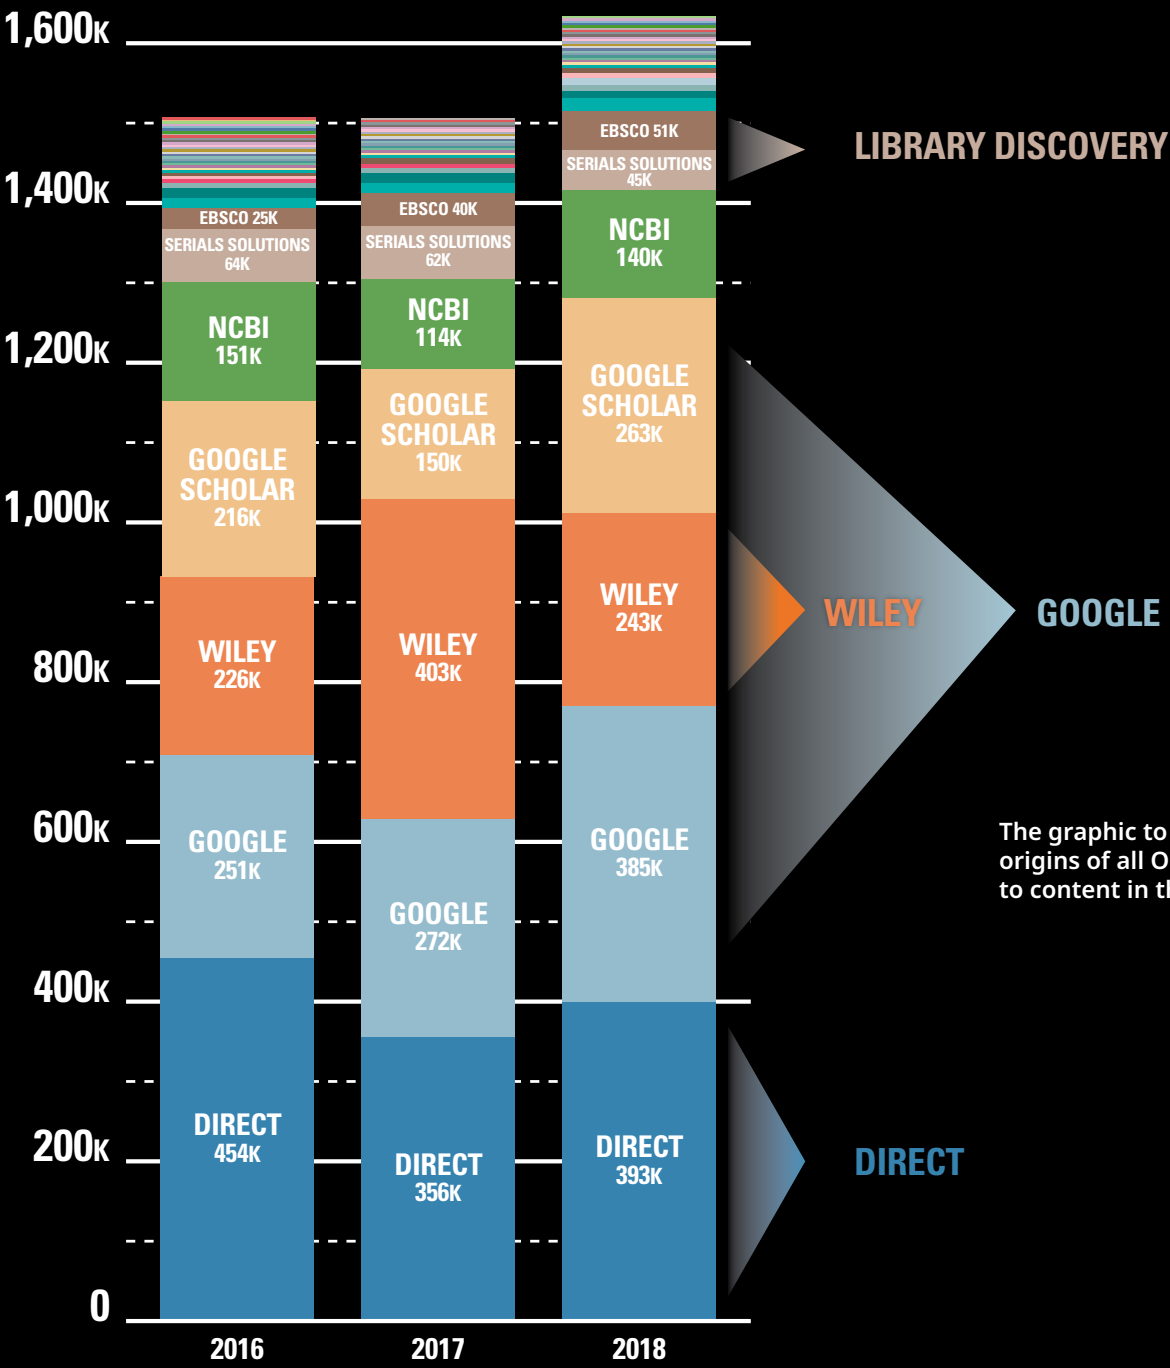 1,600K
1,400K
1,200K
1,000K
800K
600K
400K
200K
0
EBSCO 25K
SERIALS SOLUTIONS
64K
NCBI
151K
GOOGLE
SCHOLAR
216K
WILEY
226K
GOOGLE
251K
DIRECT
454K
2016
EBSCO 40K
SERIALS SOLUTIONS
62K
NCBI
114K
GOOGLE
SCHOLAR
150K
WILEY
403K
GOOGLE
272K
DIRECT
356K
2017
EBSCO 51K
SERIALS SOLUTIONS
45K
NCBI
140K
GOOGLE
SCHOLAR
263K
WILEY
243K
GOOGLE
385K
DIRECT
393K
2018
LIBRARY DISCOVERY
WILEY
GOOGLE
The graphic to
origins of all O
to content in th
DIRECT